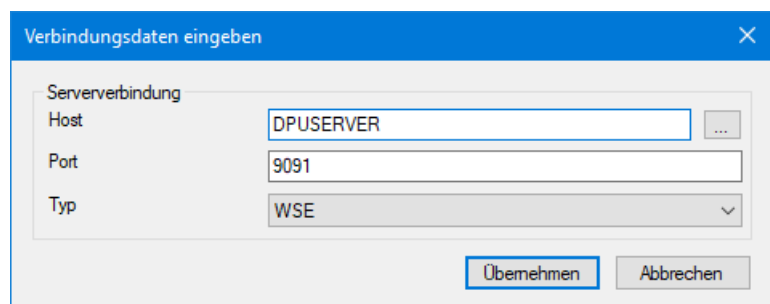 Verbindungsdaten eingeben
Serververbindung
Host DPUSERVER ...
Port 9091
Typ WSE
Übernehmen Abbrechen